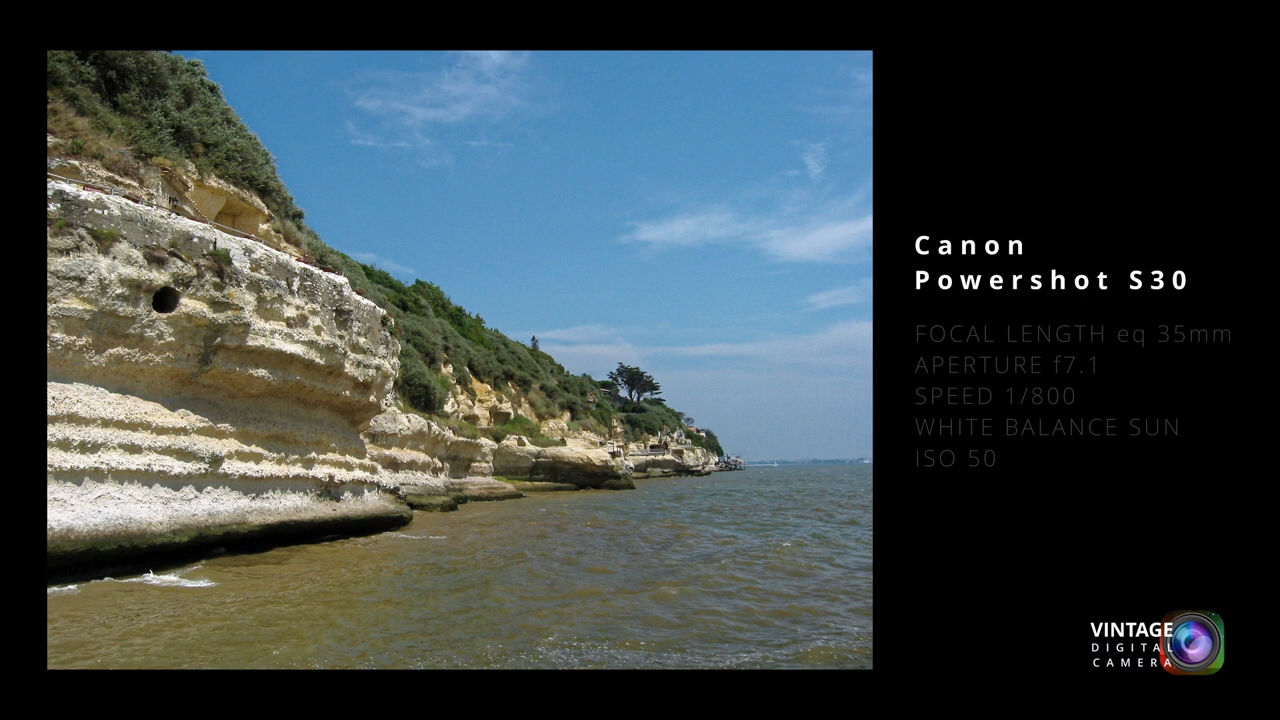 Canon
Powershot S30
FOCAL LENGTH eq 35mm
APERTURE f7.1
SPEED 1/800
WHITE BALANCE SUN
ISO 50
VINTAGE
DIGITAL
CAMERA